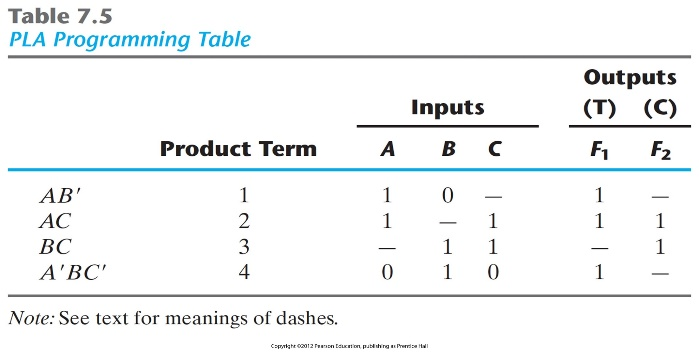 Table 7.5
PLA Programming Table
Outputs
Inputs (T) (C)
Product Term A B C F₁ F₂
AB′ 1 1 0 — 1 —
AC 2 1 — 1 1 1
BC 3 — 1 1 — 1
A′BC′ 4 0 1 0 1 —
Note: See text for meanings of dashes.
Copyright ©2012 Pearson Education, publishing as Prentice Hall